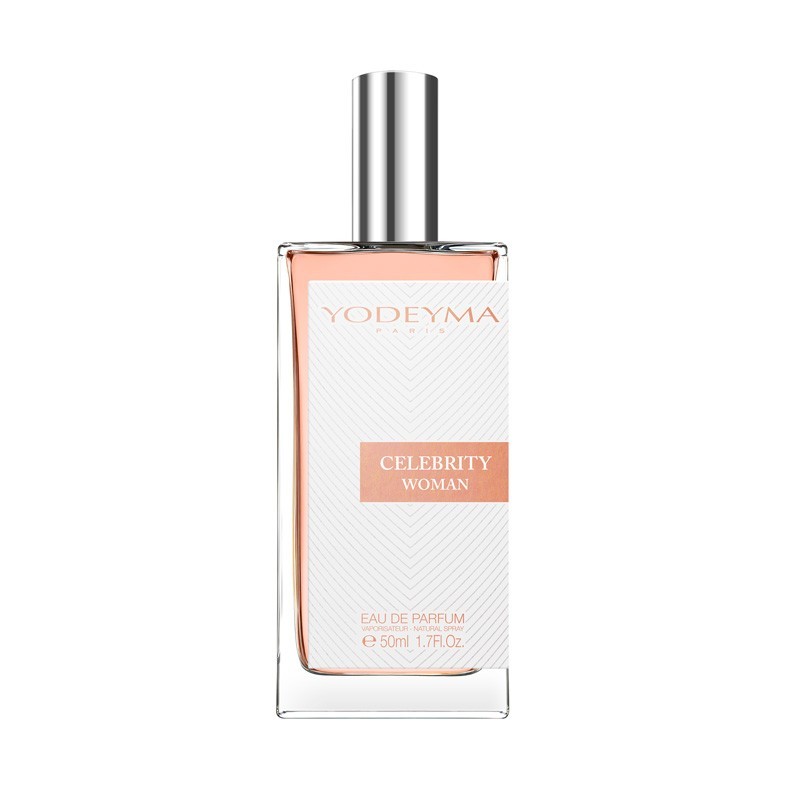 YODEYMA
PARIS
CELEBRITY
WOMAN
EAU DE PARFUM
VAPORISATEUR - NATURAL SPRAY
℮ 50ml 1.7Fl.Oz.